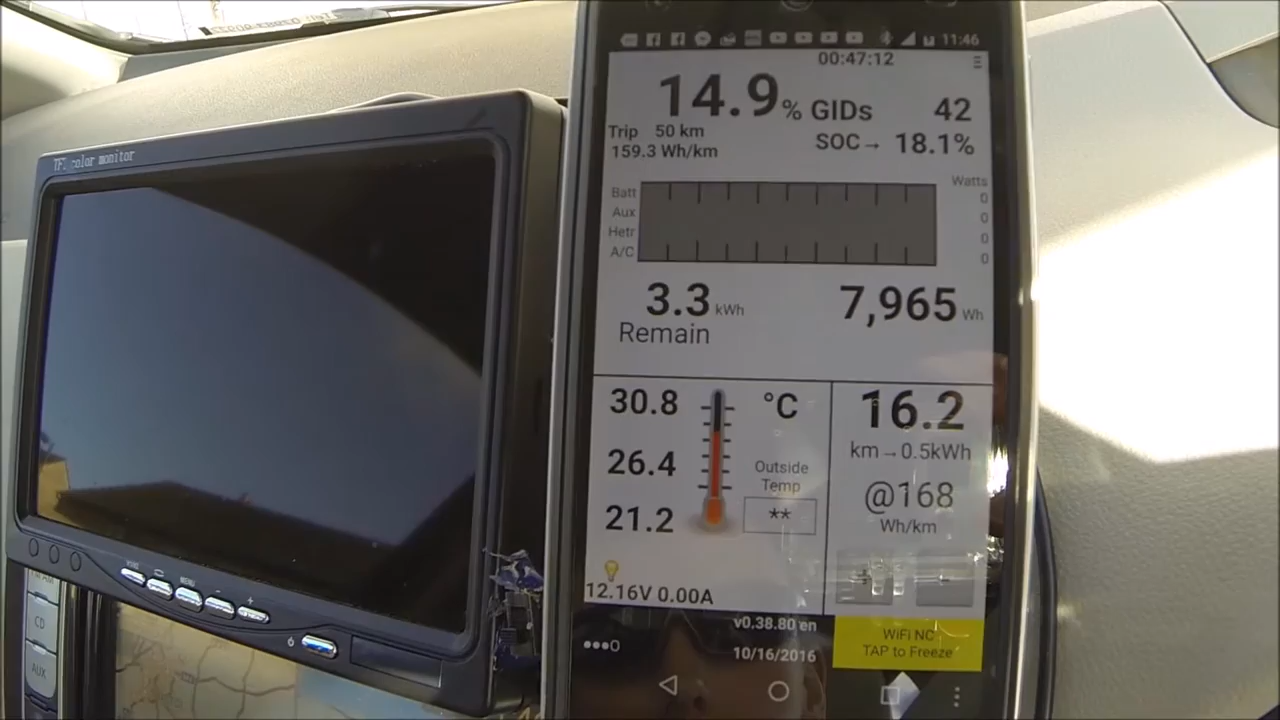 TFT color monitor
MENU
CD
AUX
11:46
00:47:12
14.9% GIDs 42
Trip 50 km
159.3 Wh/km
SOC→ 18.1%
Watts
Batt 0
Aux 0
Hetr 0
A/C 0
3.3 kWh
Remain
7,965 Wh
30.8 °C
26.4
21.2
Outside
Temp
**
12.16V 0.00A
16.2
km→0.5kWh
@168
Wh/km
v0.38.80 en
10/16/2016
WiFi NC
TAP to Freeze